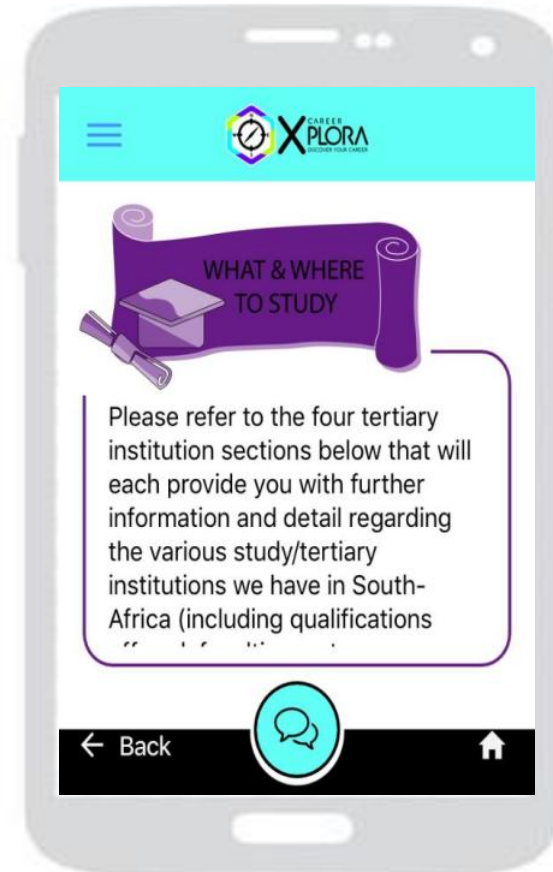 CAREER
XPLORA
DISCOVER YOUR CAREER
WHAT & WHERE
TO STUDY
Please refer to the four tertiary
institution sections below that will
each provide you with further
information and detail regarding
the various study/tertiary
institutions we have in South-
Africa (including qualifications
Back